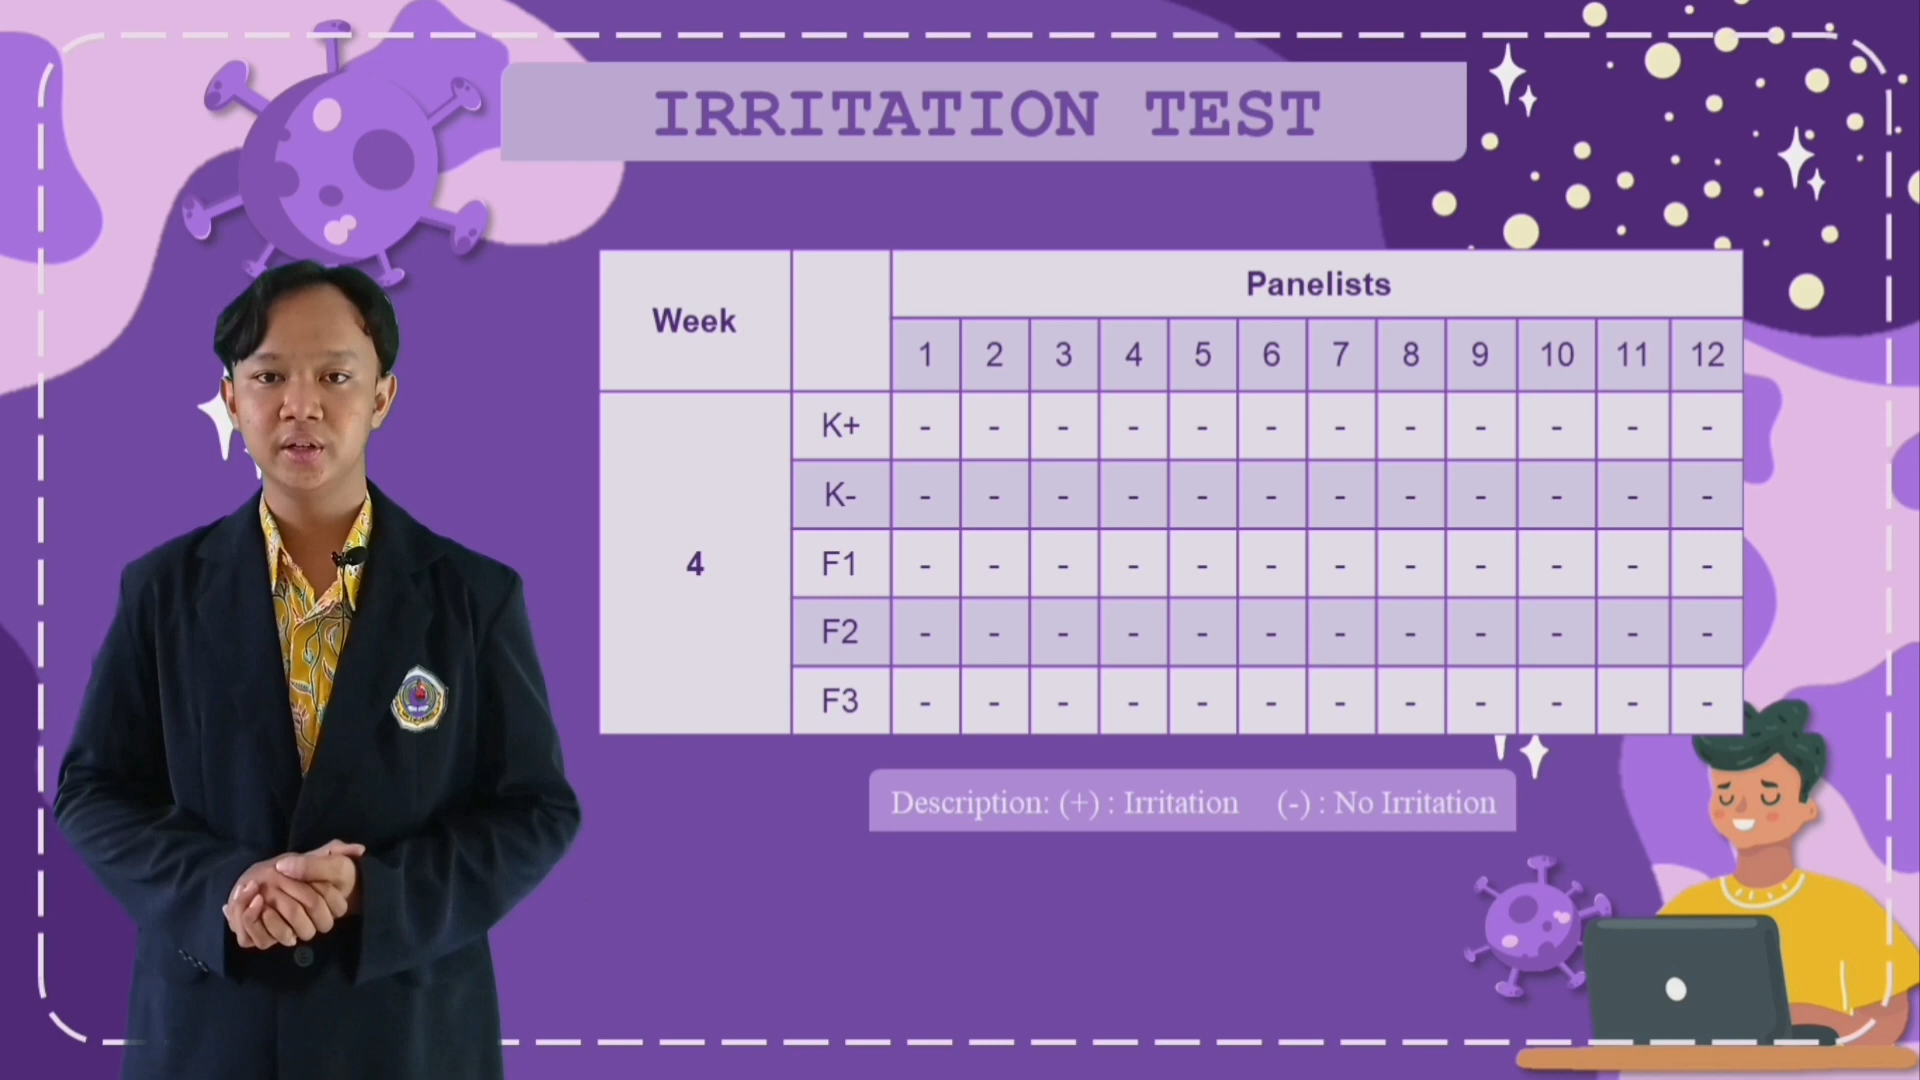 IRRITATION TEST
Week Panelists
1 2 3 4 5 6 7 8 9 10 11 12
4
K+ - - - - - - - - - - - -
K- - - - - - - - - - - - -
F1 - - - - - - - - - - - -
F2 - - - - - - - - - - - -
F3 - - - - - - - - - - - -
Description: (+) : Irritation (-) : No Irritation